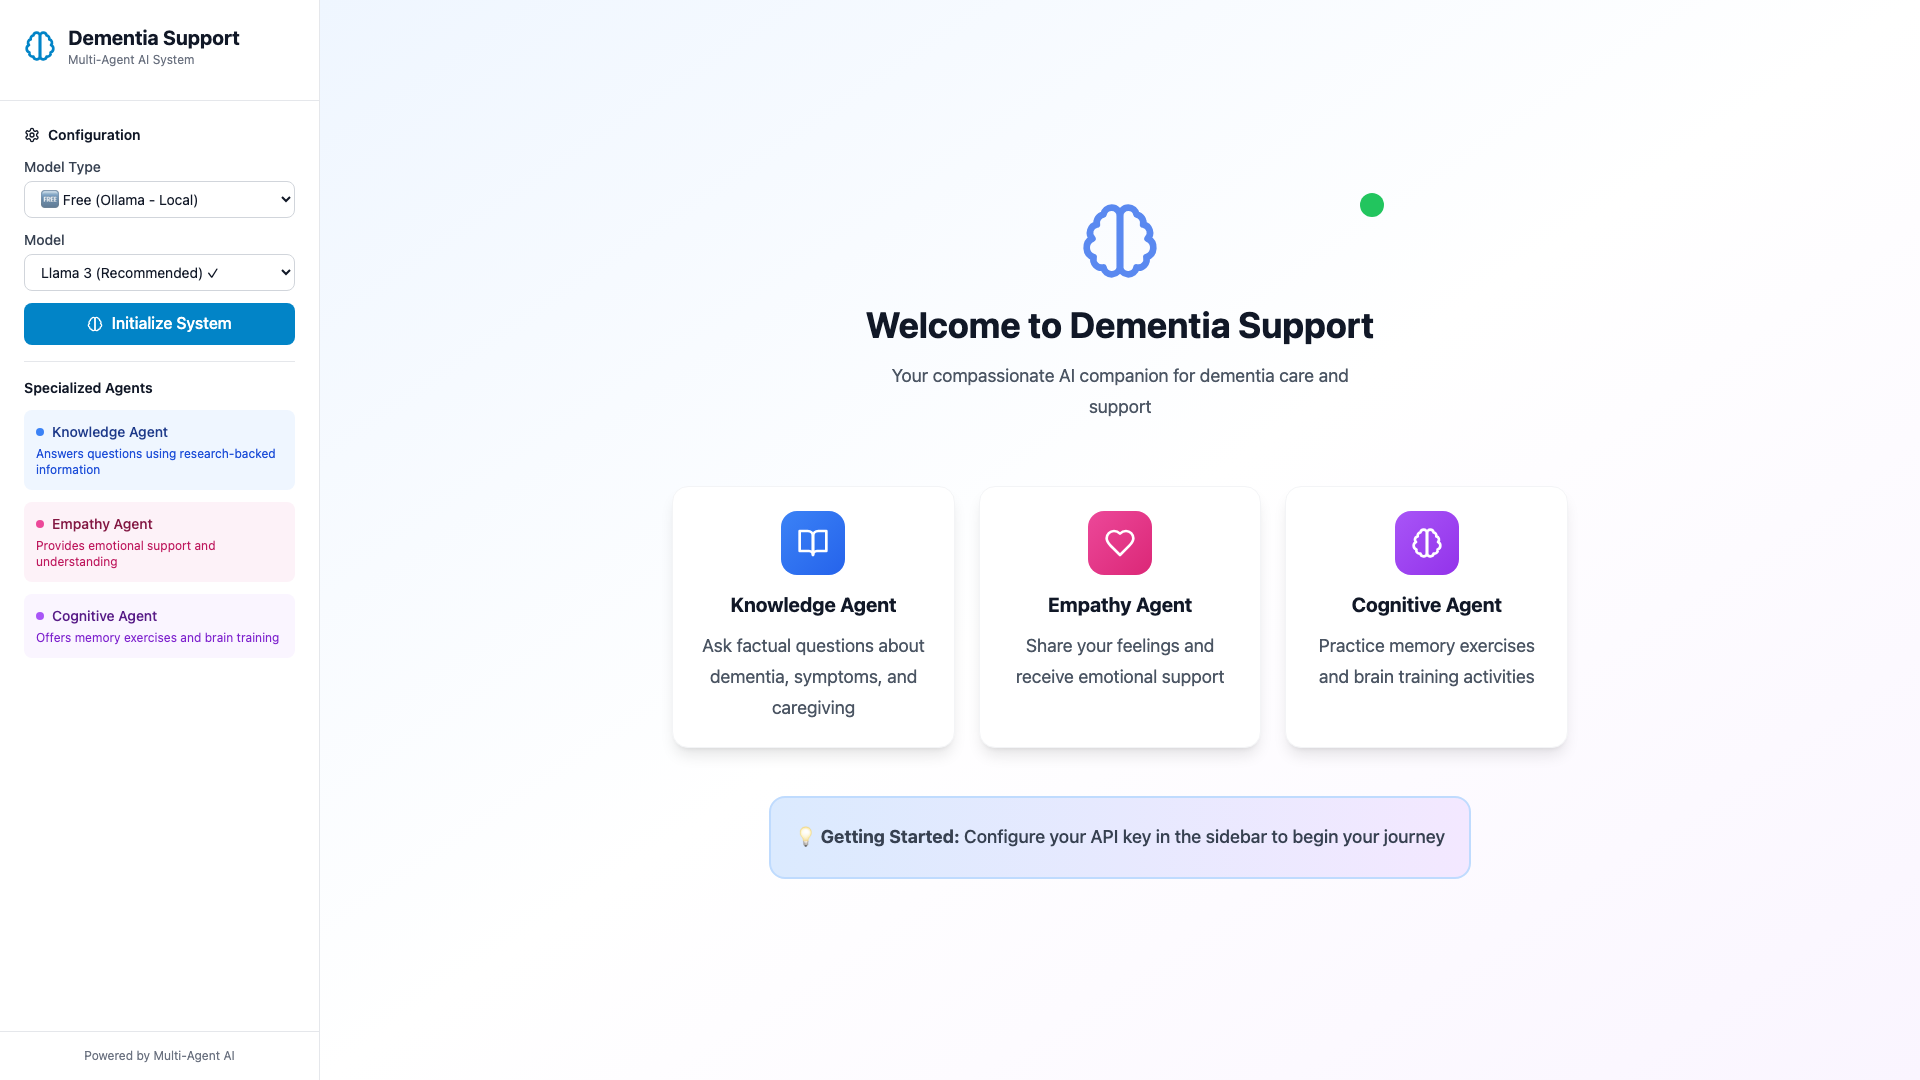 Dementia Support
Multi-Agent AI System
Configuration
Model Type
🆓 Free (Ollama - Local)
Model
Llama 3 (Recommended) ✓
Initialize System
Specialized Agents
Knowledge Agent
Answers questions using research-backed
information
Empathy Agent
Provides emotional support and
understanding
Cognitive Agent
Offers memory exercises and brain training
Powered by Multi-Agent AI
Welcome to Dementia Support
Your compassionate AI companion for dementia care and
support
Knowledge Agent
Ask factual questions about
dementia, symptoms, and
caregiving
Empathy Agent
Share your feelings and
receive emotional support
Cognitive Agent
Practice memory exercises
and brain training activities
💡 Getting Started: Configure your API key in the sidebar to begin your journey